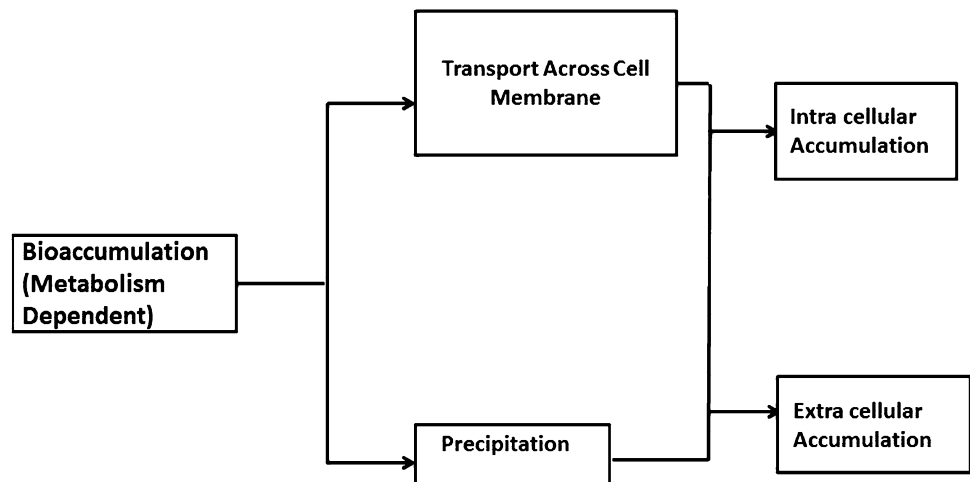 Transport Across Cell
Membrane
Intra cellular
Accumulation
Bioaccumulation
(Metabolism
Dependent)
Precipitation
Extra cellular
Accumulation